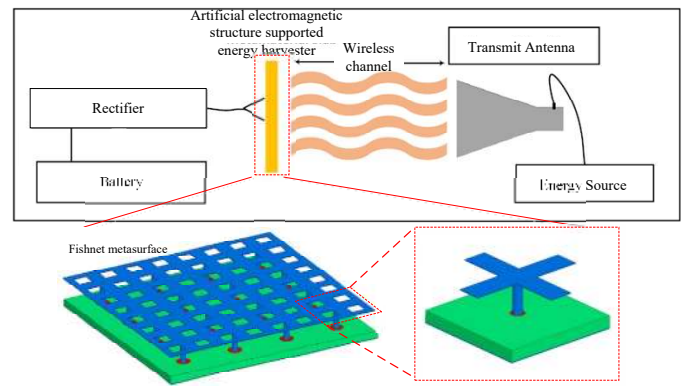 Artificial electromagnetic
structure supported
energy harvester
Wireless
channel
Transmit Antenna
Rectifier
Battery
Energy Source
Fishnet metasurface